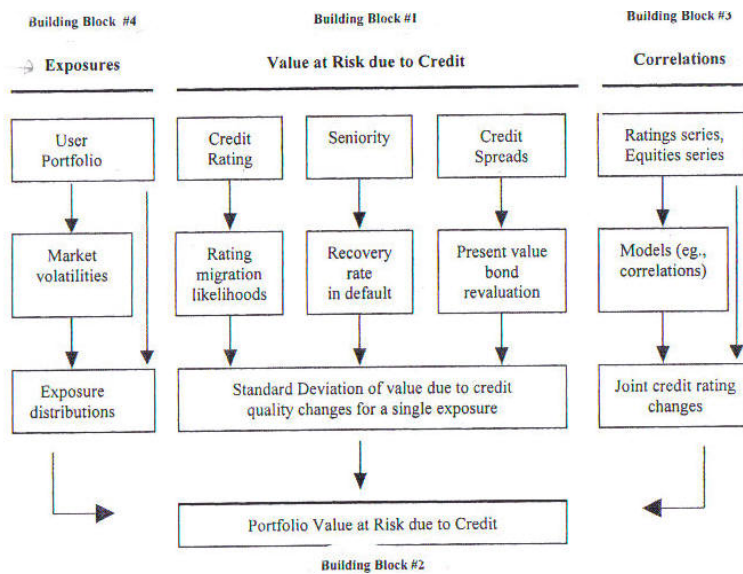 Building Block #4
Building Block #1
Building Block #3
Exposures
Value at Risk due to Credit
Correlations
User
Portfolio
Credit
Rating
Seniority
Credit
Spreads
Ratings series,
Equities series
Market
volatilities
Rating
migration
likelihoods
Recovery
rate
in default
Present value
bond
revaluation
Models (eg.,
correlations)
Exposure
distributions
Standard Deviation of value due to credit
quality changes for a single exposure
Joint credit rating
changes
Portfolio Value at Risk due to Credit
Building Block #2